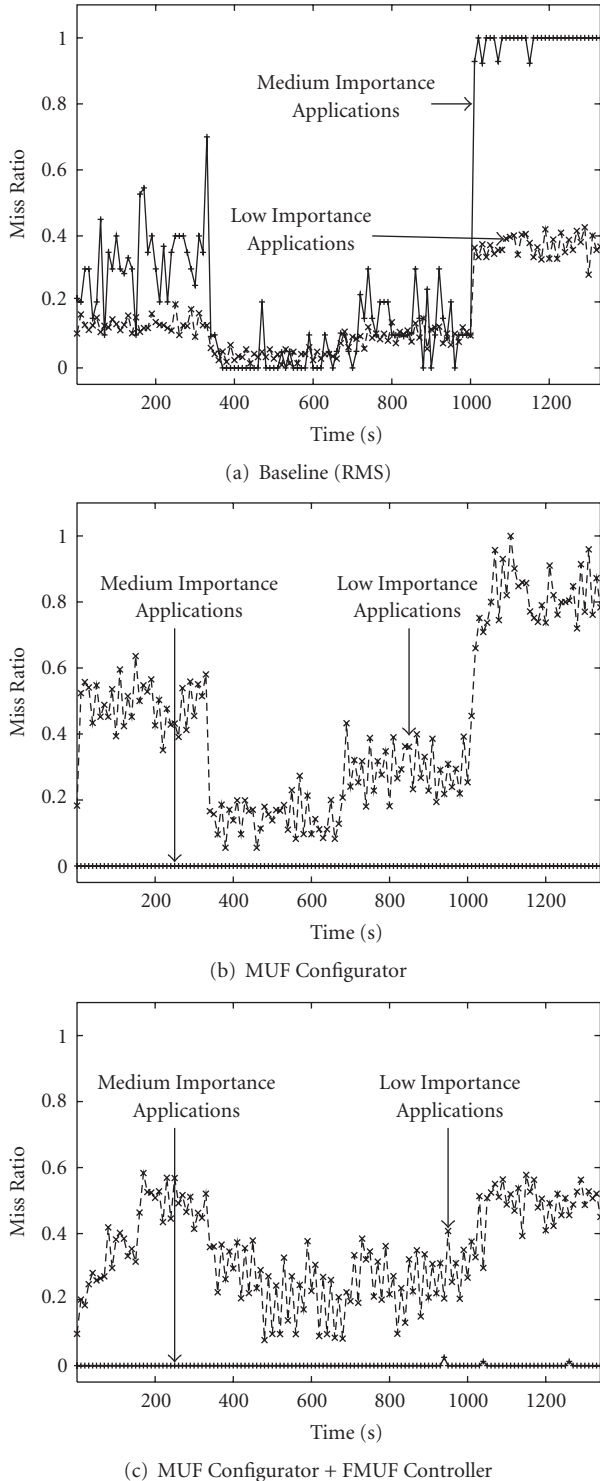 1
0.8
0.6
0.4
0.2
0
Miss Ratio
Medium Importance
Applications
Low Importance
Applications
200 400 600 800 1000 1200
Time (s)
(a) Baseline (RMS)
1
0.8
0.6
0.4
0.2
0
Miss Ratio
Medium Importance
Applications
Low Importance
Applications
200 400 600 800 1000 1200
Time (s)
(b) MUF Configurator
1
0.8
0.6
0.4
0.2
0
Miss Ratio
Medium Importance
Applications
Low Importance
Applications
200 400 600 800 1000 1200
Time (s)
(c) MUF Configurator + FMUF Controller